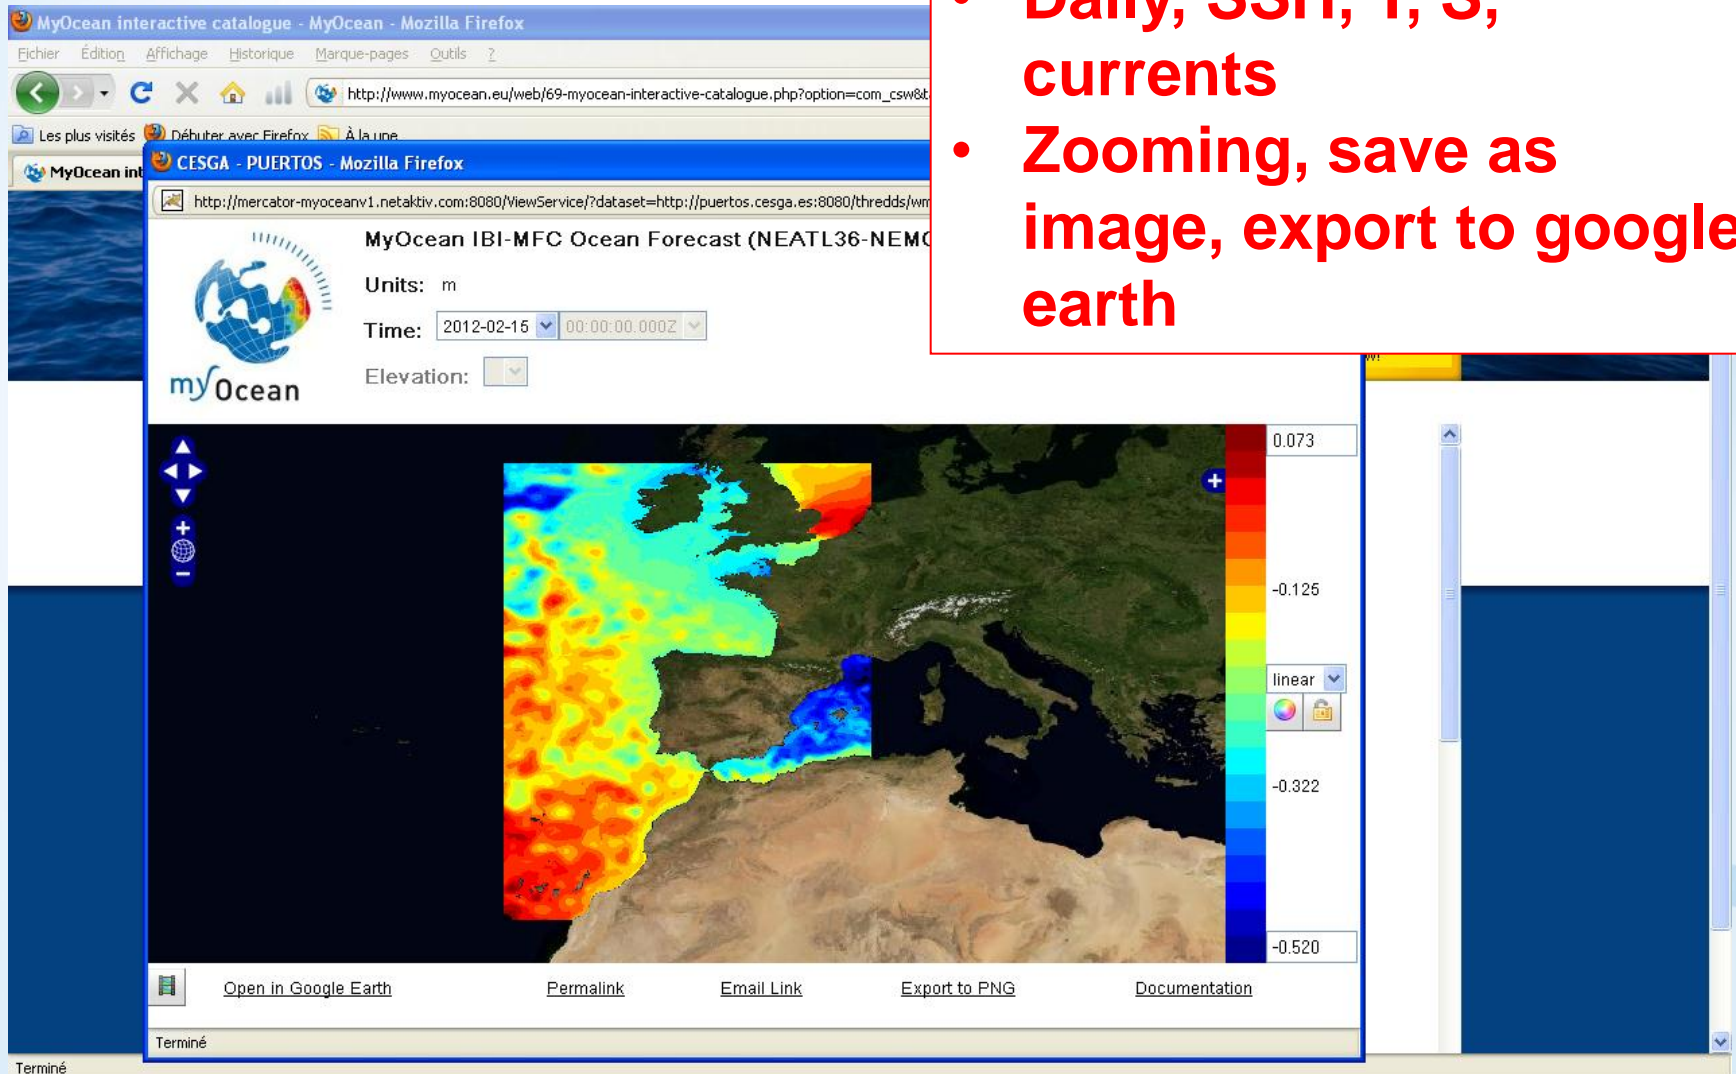 MyOcean interactive catalogue - MyOcean - Mozilla Firefox
Fichier Édition Affichage Historique Marque-pages Outils ?
http://www.myocean.eu/web/69-myocean-interactive-catalogue.php?option=com_csw&t
Les plus visités Débuter avec Firefox À la une
MyOcean int
CESGA - PUERTOS - Mozilla Firefox
http://mercator-myoceanv1.netaktiv.com:8080/ViewService/?dataset=http://puertos.cesga.es:8080/thredds/wm
• Daily, SSH, T, S,
currents
• Zooming, save as
image, export to google
earth
my Ocean
MyOcean IBI-MFC Ocean Forecast (NEATL36-NEMO
Units: m
Time: 2012-02-15 00:00:00.000Z
Elevation:
0.073
-0.125
linear
-0.322
-0.520
Open in Google Earth Permalink Email Link Export to PNG Documentation
Terminé
Terminé